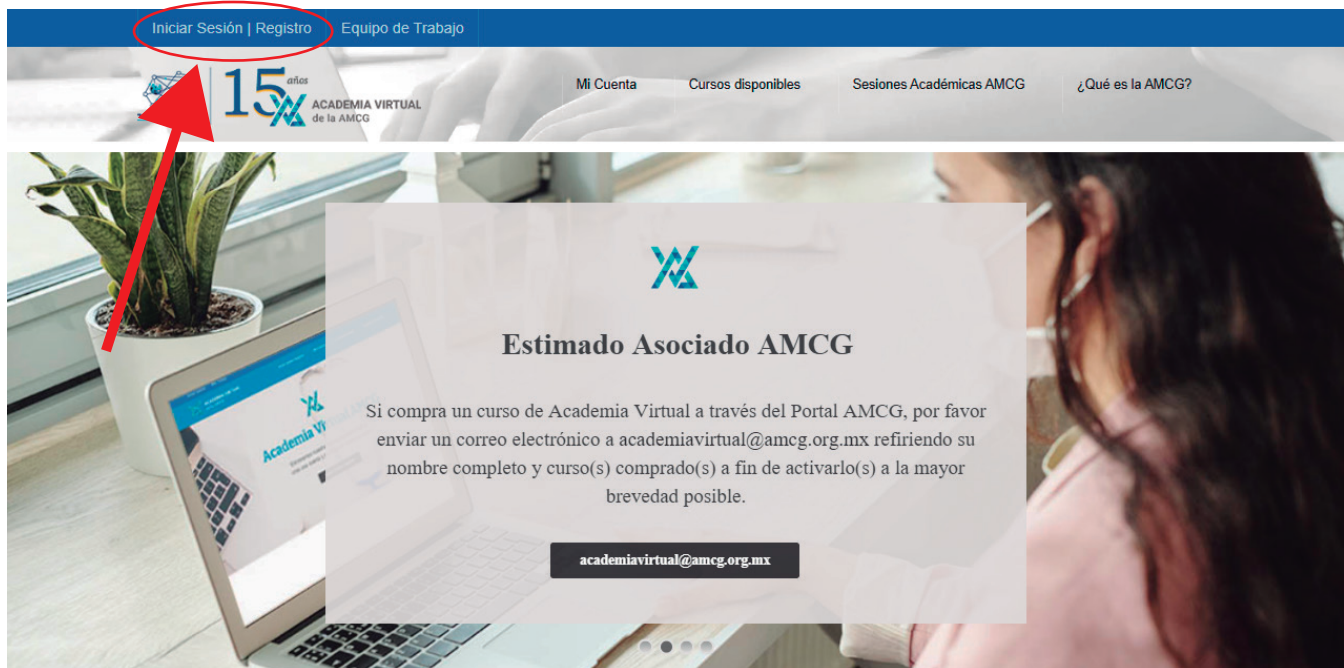 Iniciar Sesión | Registro Equipo de Trabajo
15 años
ACADEMIA VIRTUAL
de la AMCG
Mi Cuenta Cursos disponibles Sesiones Académicas AMCG ¿Qué es la AMCG?
Estimado Asociado AMCG
Si compra un curso de Academia Virtual a través del Portal AMCG, por favor
enviar un correo electrónico a academiavirtual@amcg.org.mx refiriendo su
nombre completo y curso(s) comprado(s) a fin de activarlo(s) a la mayor
brevedad posible.
academiavirtual@amcg.org.mx